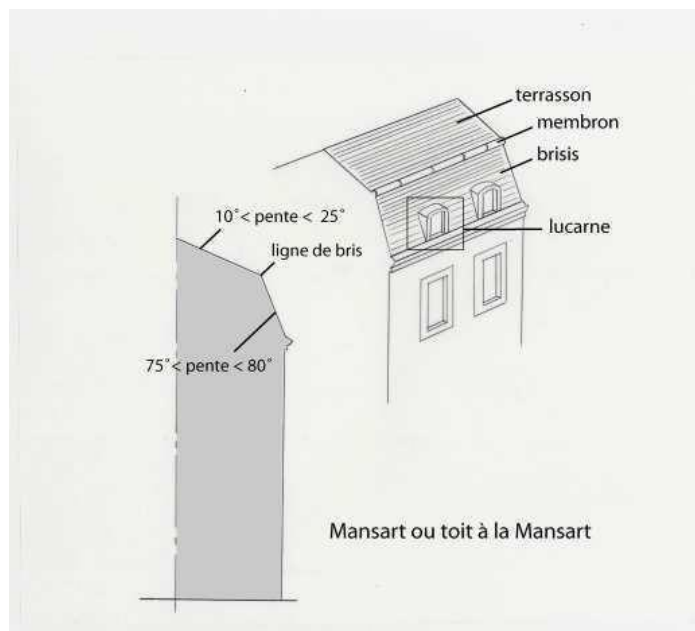 terrasson
membron
brisis
lucarne
10°< pente < 25°
ligne de bris
75°< pente < 80°
Mansart ou toit à la Mansart